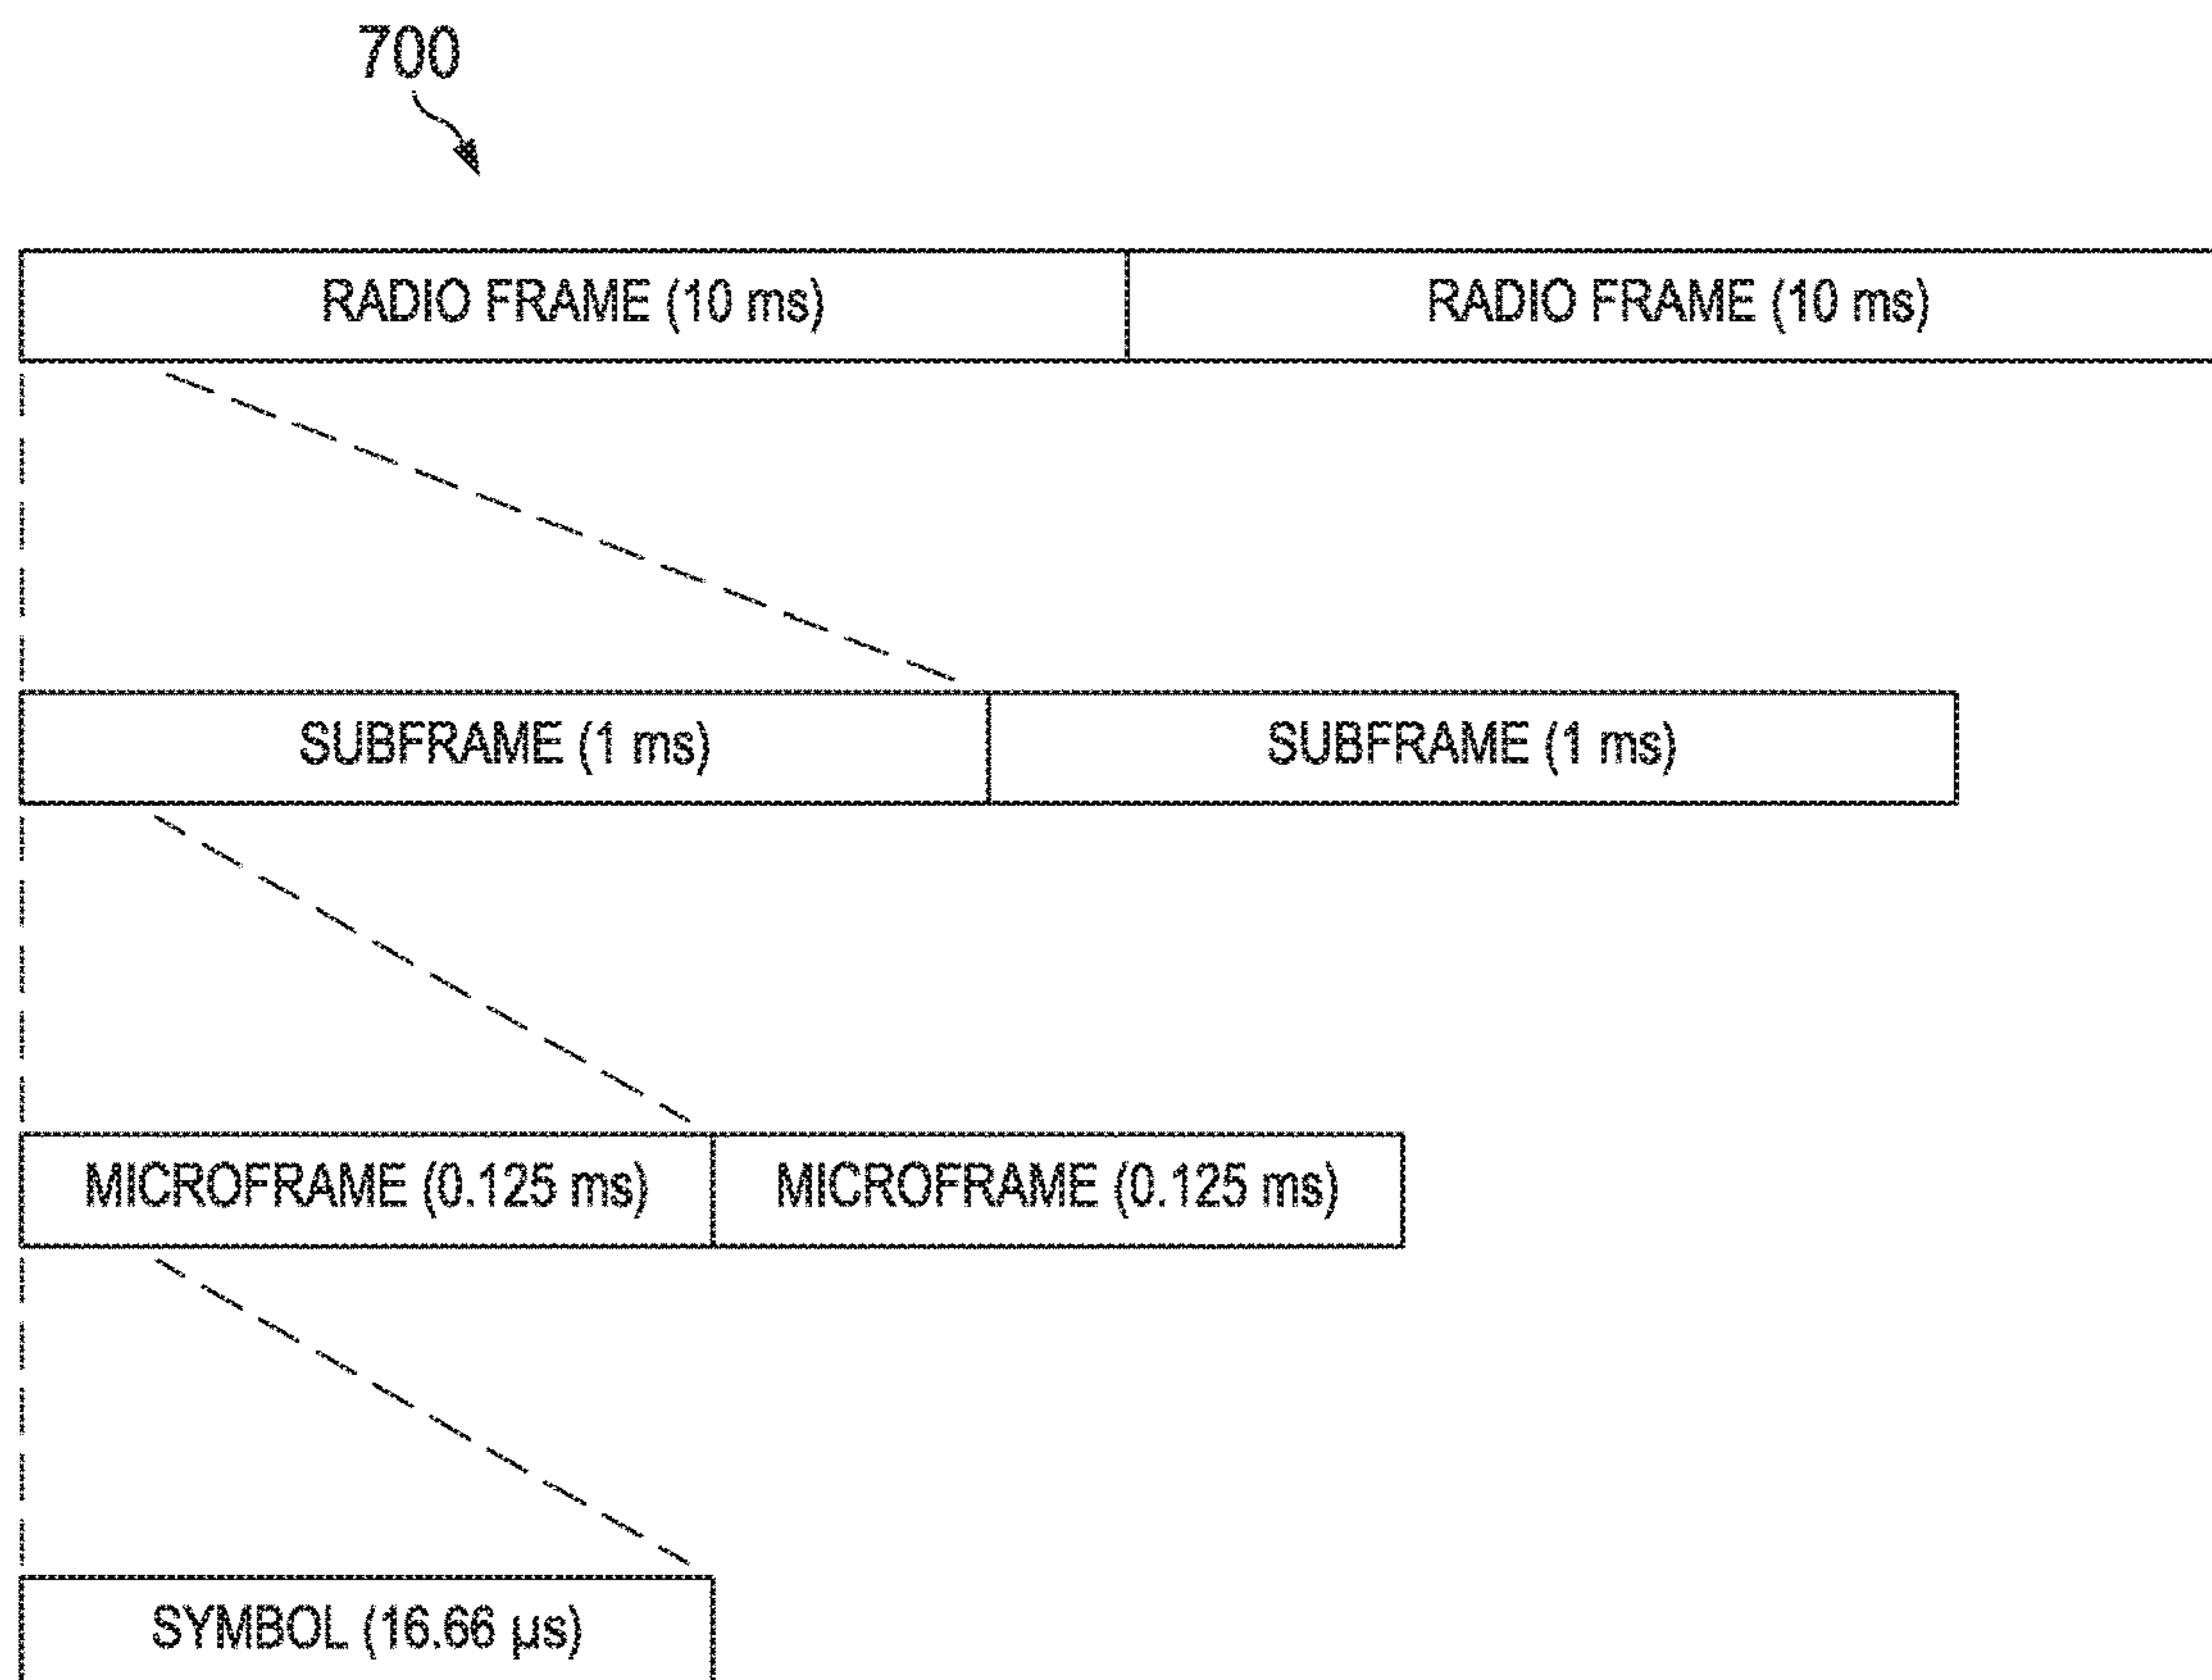 700
RADIO FRAME (10 ms) RADIO FRAME (10 ms)
SUBFRAME (1 ms) SUBFRAME (1 ms)
MICROFRAME (0.125 ms) MICROFRAME (0.125 ms)
SYMBOL (16.66 µs)